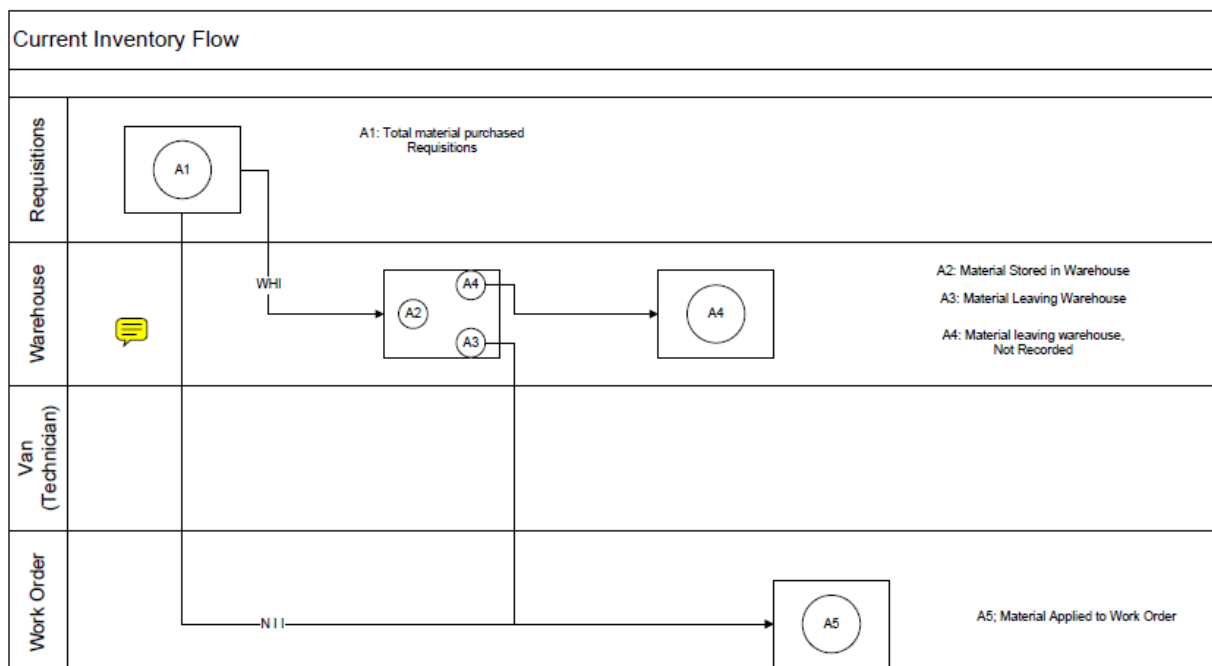 Current Inventory Flow
Requisitions
A1
A1: Total material purchased
Requisitions
Warehouse
WHI
A2
A4
A3
A4
A2: Material Stored in Warehouse
A3: Material Leaving Warehouse
A4: Material leaving warehouse,
Not Recorded
Van
(Technician)
Work Order
N I I
A5
A5; Material Applied to Work Order